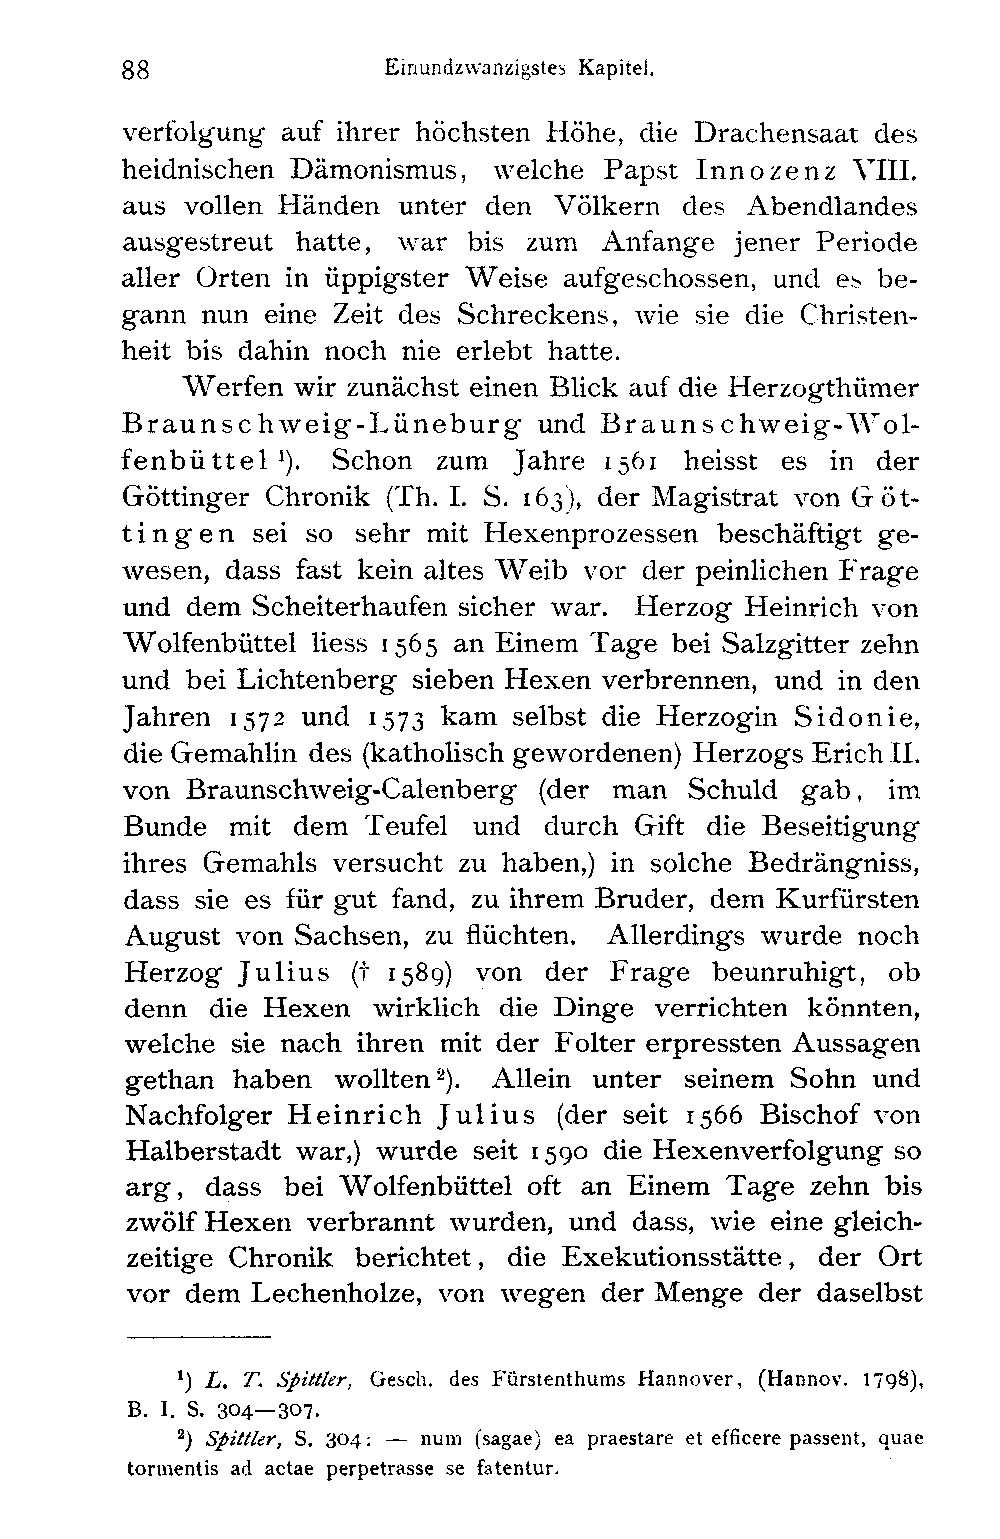 88 Einundzwanzigstes Kapitel.
verfolgung auf ihrer höchsten Höhe, die Drachensaat des
heidnischen Dämonismus, welche Papst Innozenz VIII.
aus vollen Händen unter den Völkern des Abendlandes
ausgestreut hatte, war bis zum Anfange jener Periode
aller Orten in üppigster Weise aufgeschossen, und es be-
gann nun eine Zeit des Schreckens, wie sie die Christen-
heit bis dahin noch nie erlebt hatte.
Werfen wir zunächst einen Blick auf die Herzogthümer
Braunschweig-Lüneburg und Braunschweig-Wol-
fenbüttel ¹). Schon zum Jahre 1561 heisst es in der
Göttinger Chronik (Th. I. S. 163), der Magistrat von Göt-
tingen sei so sehr mit Hexenprozessen beschäftigt ge-
wesen, dass fast kein altes Weib vor der peinlichen Frage
und dem Scheiterhaufen sicher war. Herzog Heinrich von
Wolfenbüttel liess 1565 an Einem Tage bei Salzgitter zehn
und bei Lichtenberg sieben Hexen verbrennen, und in den
Jahren 1572 und 1573 kam selbst die Herzogin Sidonie,
die Gemahlin des (katholisch gewordenen) Herzogs Erich II.
von Braunschweig-Calenberg (der man Schuld gab, im
Bunde mit dem Teufel und durch Gift die Beseitigung
ihres Gemahls versucht zu haben,) in solche Bedrängniss,
dass sie es für gut fand, zu ihrem Bruder, dem Kurfürsten
August von Sachsen, zu flüchten. Allerdings wurde noch
Herzog Julius († 1589) von der Frage beunruhigt, ob
denn die Hexen wirklich die Dinge verrichten könnten,
welche sie nach ihren mit der Folter erpressten Aussagen
gethan haben wollten ²). Allein unter seinem Sohn und
Nachfolger Heinrich Julius (der seit 1566 Bischof von
Halberstadt war,) wurde seit 1590 die Hexenverfolgung so
arg, dass bei Wolfenbüttel oft an Einem Tage zehn bis
zwölf Hexen verbrannt wurden, und dass, wie eine gleich-
zeitige Chronik berichtet, die Exekutionsstätte, der Ort
vor dem Lechenholze, von wegen der Menge der daselbst
¹) L. T. Spittler, Gesch. des Fürstenthums Hannover, (Hannov. 1798),
B. I. S. 304—307.
²) Spittler, S. 304: — num (sagae) ea praestare et efficere passent, quae
tormentis ad actae perpetrasse se fatentur.